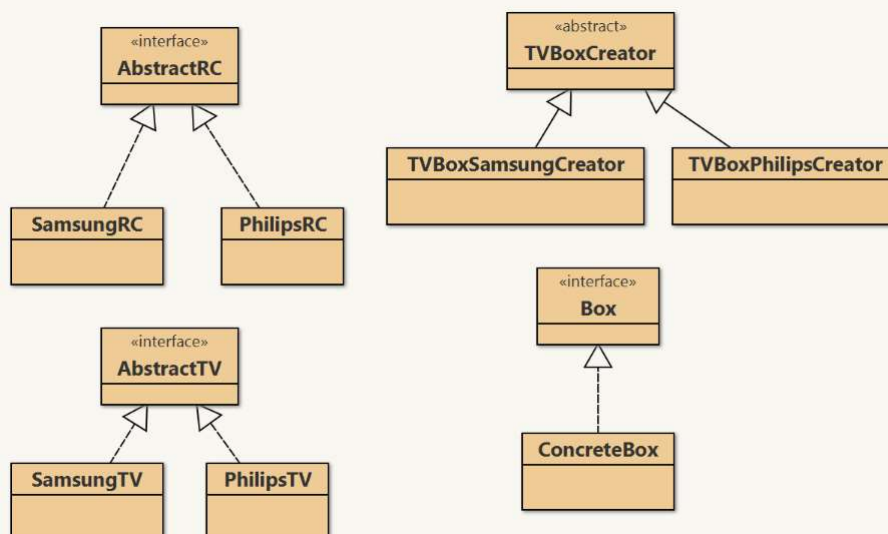 «interface»
AbstractRC
SamsungRC
PhilipsRC
«abstract»
TVBoxCreator
TVBoxSamsungCreator
TVBoxPhilipsCreator
«interface»
AbstractTV
SamsungTV
PhilipsTV
«interface»
Box
ConcreteBox